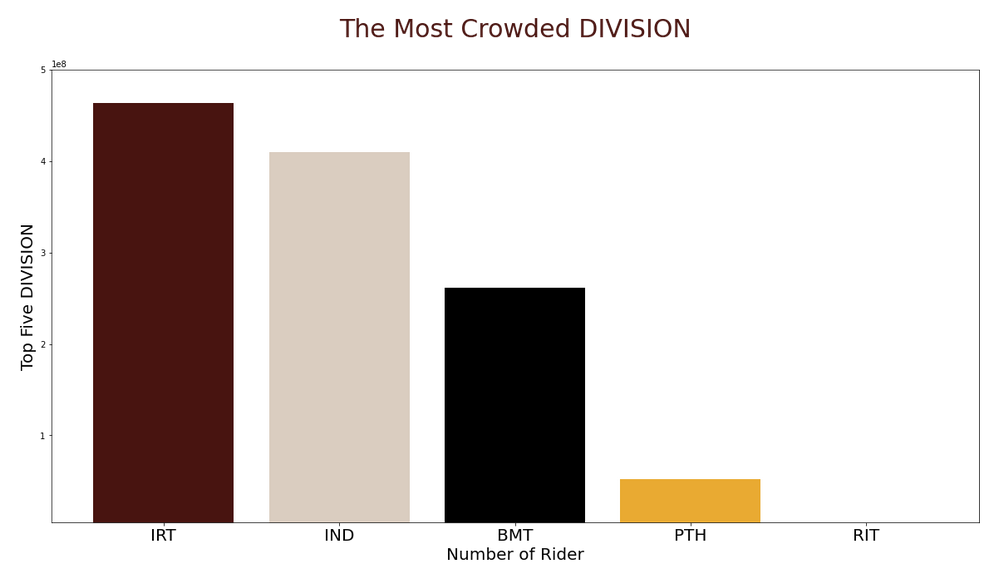 The Most Crowded DIVISION
1e8
5
4
3
2
1
Top Five DIVISION
IRT IND BMT PTH RIT
Number of Rider